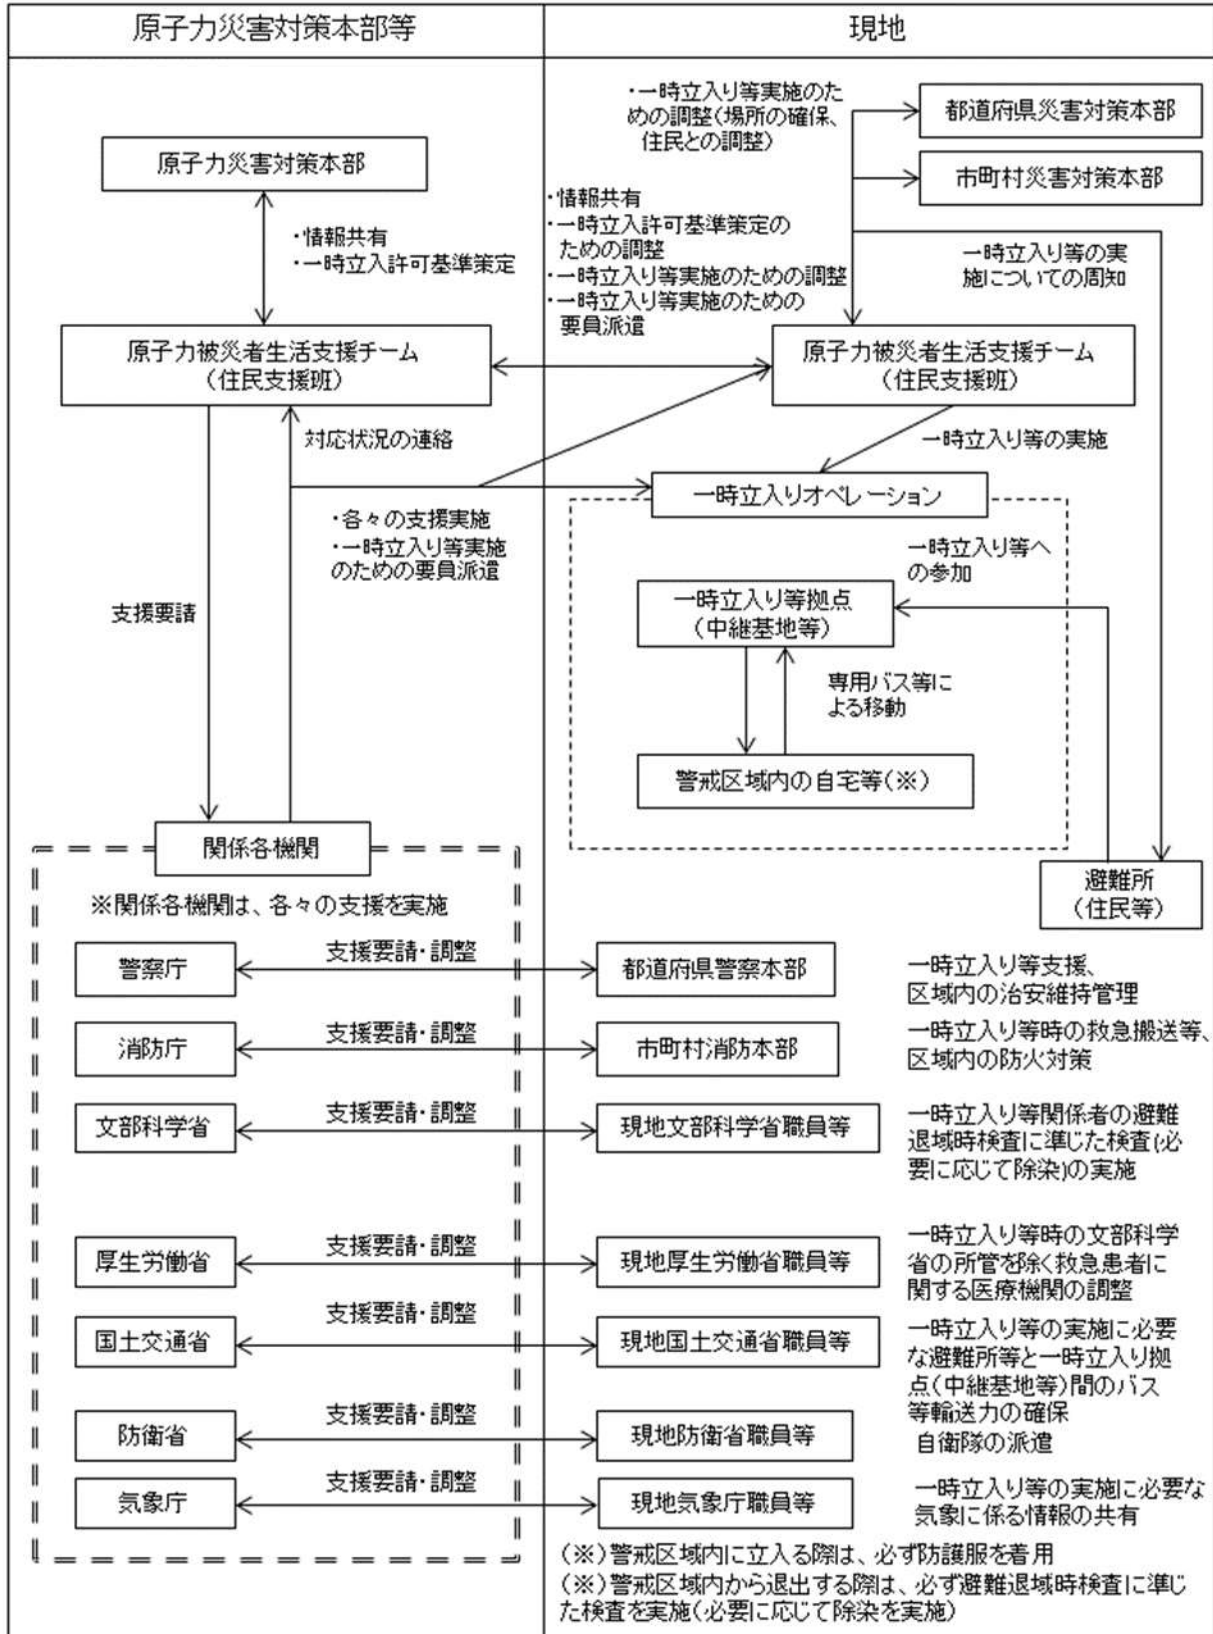 原子力災害対策本部等
現地
原子力災害対策本部
・情報共有
・一時立入許可基準策定
原子力被災者生活支援チーム
（住民支援班）
対応状況の連絡
・各々の支援実施
・一時立入り等実施
のための要員派遣
支援要請
・一時立入り等実施のた
めの調整（場所の確保、
住民との調整）
都道府県災害対策本部
市町村災害対策本部
・情報共有
・一時立入許可基準策定の
ための調整
・一時立入り等実施のための調整
・一時立入り等実施のための
要員派遣
一時立入り等の実
施についての周知
原子力被災者生活支援チーム
（住民支援班）
一時立入り等の実施
一時立入りオペレーション
一時立入り等へ
の参加
一時立入り等拠点
（中継基地等）
専用バス等に
よる移動
警戒区域内の自宅等（※）
避難所
（住民等）
関係各機関
※関係各機関は、各々の支援を実施
警察庁
支援要請・調整
都道府県警察本部
一時立入り等支援、
区域内の治安維持管理
消防庁
支援要請・調整
市町村消防本部
一時立入り等時の救急搬送等、
区域内の防火対策
文部科学省
支援要請・調整
現地文部科学省職員等
一時立入り等関係者の避難
退域時検査に準じた検査（必
要に応じて除染）の実施
厚生労働省
支援要請・調整
現地厚生労働省職員等
一時立入り等時の文部科学
省の所管を除く救急患者に
関する医療機関の調整
国土交通省
支援要請・調整
現地国土交通省職員等
一時立入り等の実施に必要
な避難所等と一時立入り拠
点（中継基地等）間のバス
等輸送力の確保
防衛省
支援要請・調整
現地防衛省職員等
自衛隊の派遣
気象庁
支援要請・調整
現地気象庁職員等
一時立入り等の実施に必要な
気象に係る情報の共有
（※）警戒区域内に立入る際は、必ず防護服を着用
（※）警戒区域内から退出する際は、必ず避難退域時検査に準じ
た検査を実施（必要に応じて除染を実施）